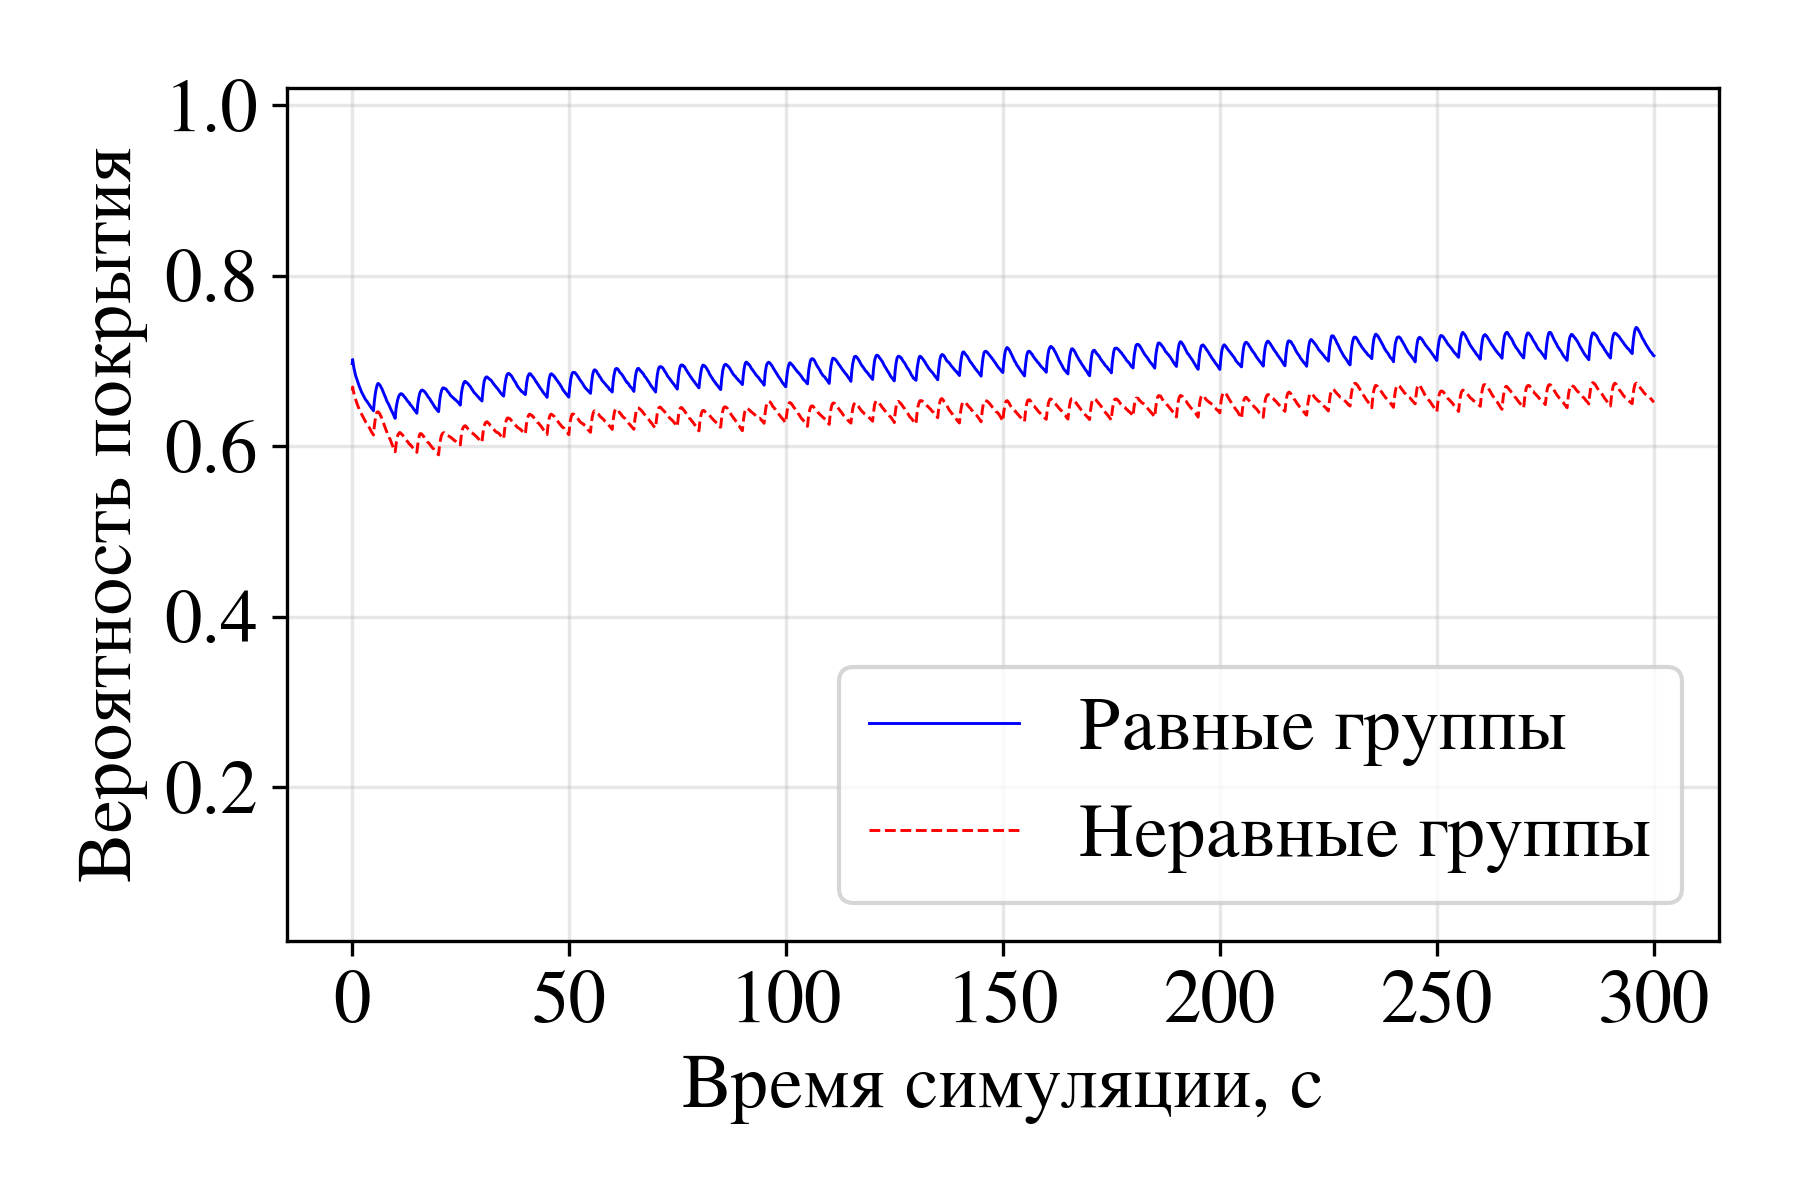 Вероятность покрытия
1.0
0.8
0.6
0.4
0.2
Равные группы
Неравные группы
0 50 100 150 200 250 300
Время симуляции, с